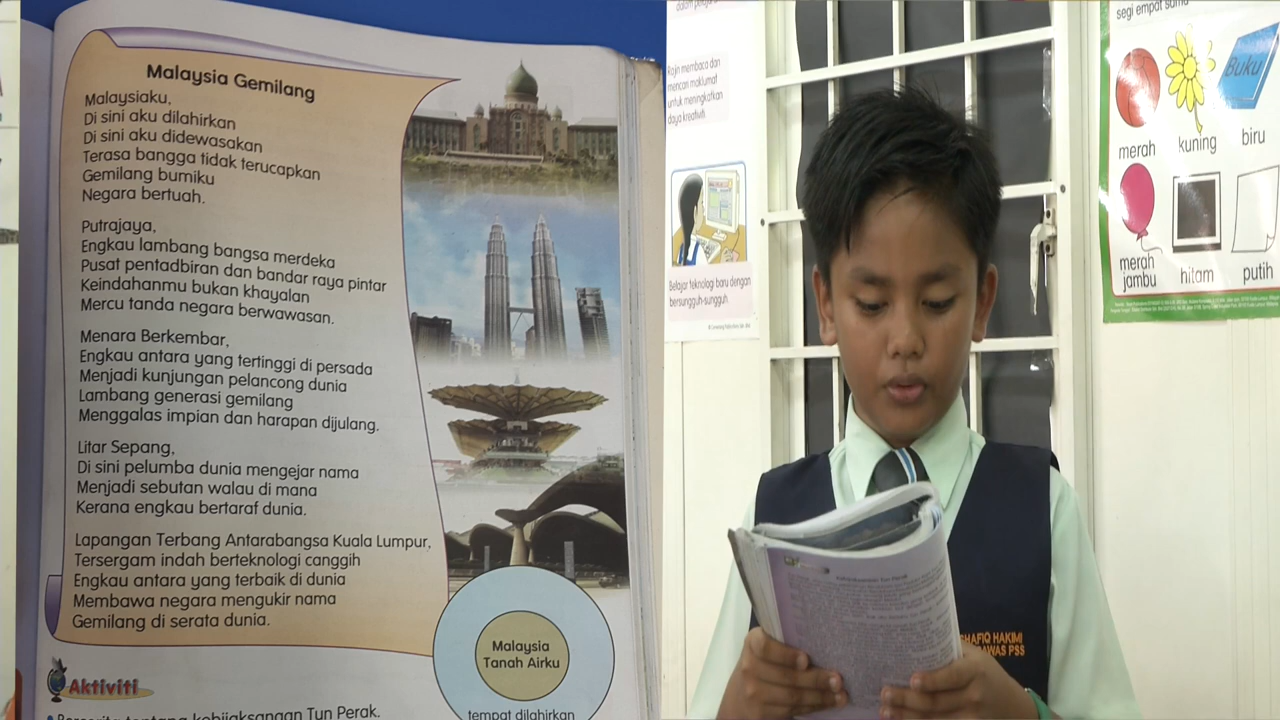 Malaysia Gemilang
Malaysiaku,
Di sini aku dilahirkan
Di sini aku didewasakan
Terasa bangga tidak terucapkan
Gemilang bumiku
Negara bertuah.
Putrajaya,
Engkau lambang bangsa merdeka
Pusat pentadbiran dan bandar raya pintar
Keindahanmu bukan khayalan
Mercu tanda negara berwawasan.
Menara Berkembar,
Engkau antara yang tertinggi di persada
Menjadi kunjungan pelancong dunia
Lambang generasi gemilang
Menggalas impian dan harapan dijulang.
Litar Sepang,
Di sini pelumba dunia mengejar nama
Menjadi sebutan walau di mana
Kerana engkau bertaraf dunia.
Lapangan Terbang Antarabangsa Kuala Lumpur,
Tersergam indah berteknologi canggih
Engkau antara yang terbaik di dunia
Membawa negara mengukir nama
Gemilang di serata dunia.
Malaysia
Tanah Airku
Aktiviti
Bercerita tentang kebijaksanaan Tun Perak.
tempat dilahirkan
Rajin membaca dan
mencari maklumat
untuk meningkatkan
daya kreativiti.
Belajar teknologi baru dengan
bersungguh-sungguh.
segi empat sama
Buku
merah
kuning
biru
merah
jambu
hitam
putih
Kebijaksanaan Tun Perak
SHAFIQ HAKIMI
AWAS PSS